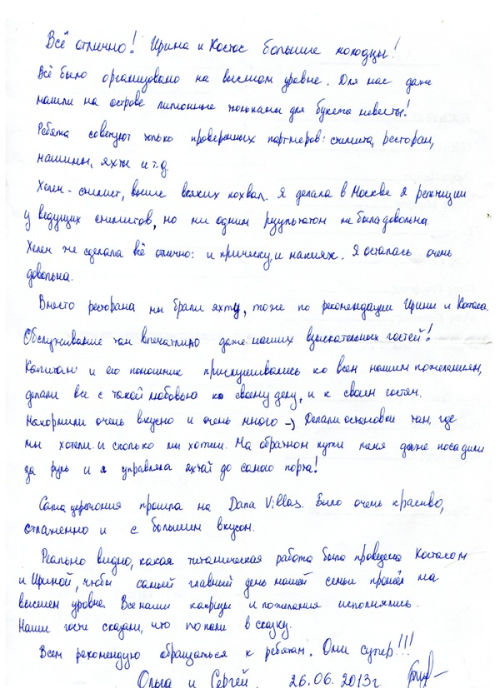 Всё отлично! Ирина и Костас большие молодцы!
Всё было организовано на высшем уровне. Для нас даже
нашли на острове пионы для букета невесты!
Ребята советуют только проверенных партнеров: стилиста, ресторан,
машины, яхты и т.д
Хелен - стилист, выше всяких похвал. Я делала в Москве 2 репетиции
у ведущих стилистов, но ни одним результатом не была довольна.
Хелен же сделала всё отлично: и прическу, и макияж. Я осталась очень
довольна.
Вместо ресторана мы брали яхту, тоже по рекомендации Ирины и Костаса
Обслуживание там впечатлило даже наших взыскательных гостей!
Капитан и его помощник прислушивались ко всем нашим пожеланиям,
делали все с такой любовью ко своему делу, и к своим гостям.
Накормили очень вкусно и очень много → Делали остановки там, где
мы хотели и сколько мы хотели. На обратном пути меня даже посадили
за руль и я управляла яхтой до самого порта!
Сама церемония прошла на Dana Villas. Было очень красиво,
слаженно и с большим вкусом.
Реально видно, какая титаническая работа была проведена Костасом
и Ириной, чтобы самый главный день нашей семьи прошёл на
высшем уровне. Все наши капризы и пожелания исполнялись.
Наши гости сказали, что попали в сказку.
Всем рекомендую обращаться к ребятам. Они супер!!!
Ольга и Сергей. 26.06.2013г